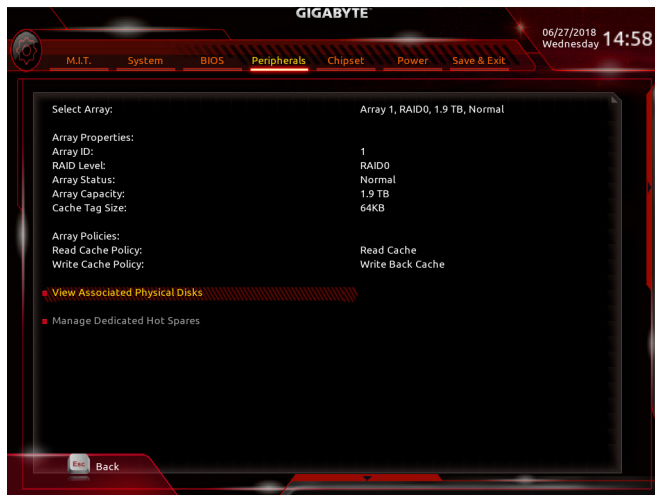 GIGABYTE
06/27/2018 14:58
Wednesday
M.I.T. System BIOS Peripherals Chipset Power Save & Exit
Select Array: Array 1, RAID0, 1.9 TB, Normal
Array Properties:
Array ID: 1
RAID Level: RAID0
Array Status: Normal
Array Capacity: 1.9 TB
Cache Tag Size: 64KB
Array Policies:
Read Cache Policy: Read Cache
Write Cache Policy: Write Back Cache
View Associated Physical Disks
Manage Dedicated Hot Spares
Esc Back